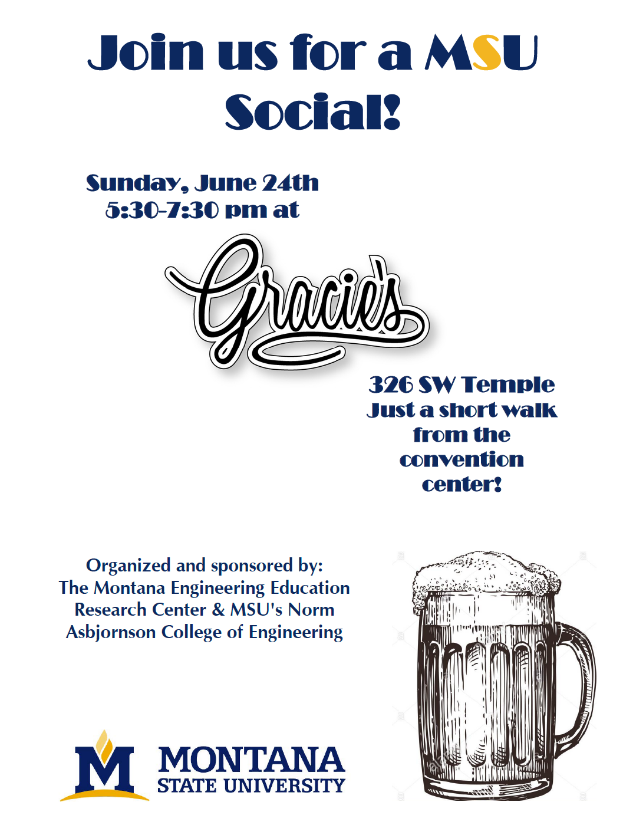 Join us for a MSU
Social!
Sunday, June 24th
5:30-7:30 pm at
Gracie's
326 SW Temple
Just a short walk
from the
convention
center!
Organized and sponsored by:
The Montana Engineering Education
Research Center & MSU's Norm
Asbjornson College of Engineering
M MONTANA
STATE UNIVERSITY